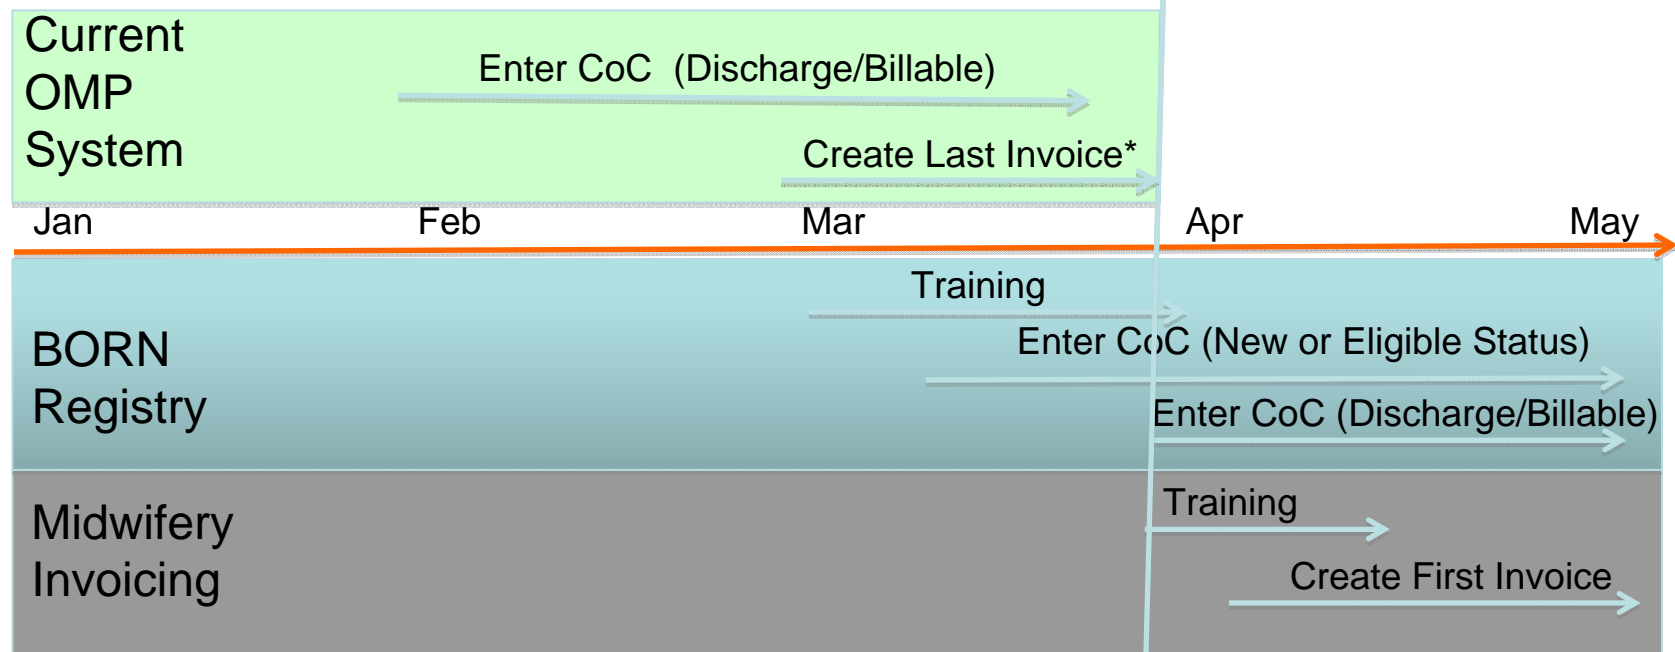 Current
OMP
System
Enter CoC  (Discharge/Billable)
Create Last Invoice*
Jan Feb Mar Apr May
BORN
Registry
Training
Enter CoC (New or Eligible Status)
Enter CoC (Discharge/Billable)
Midwifery
Invoicing
Training
Create First Invoice